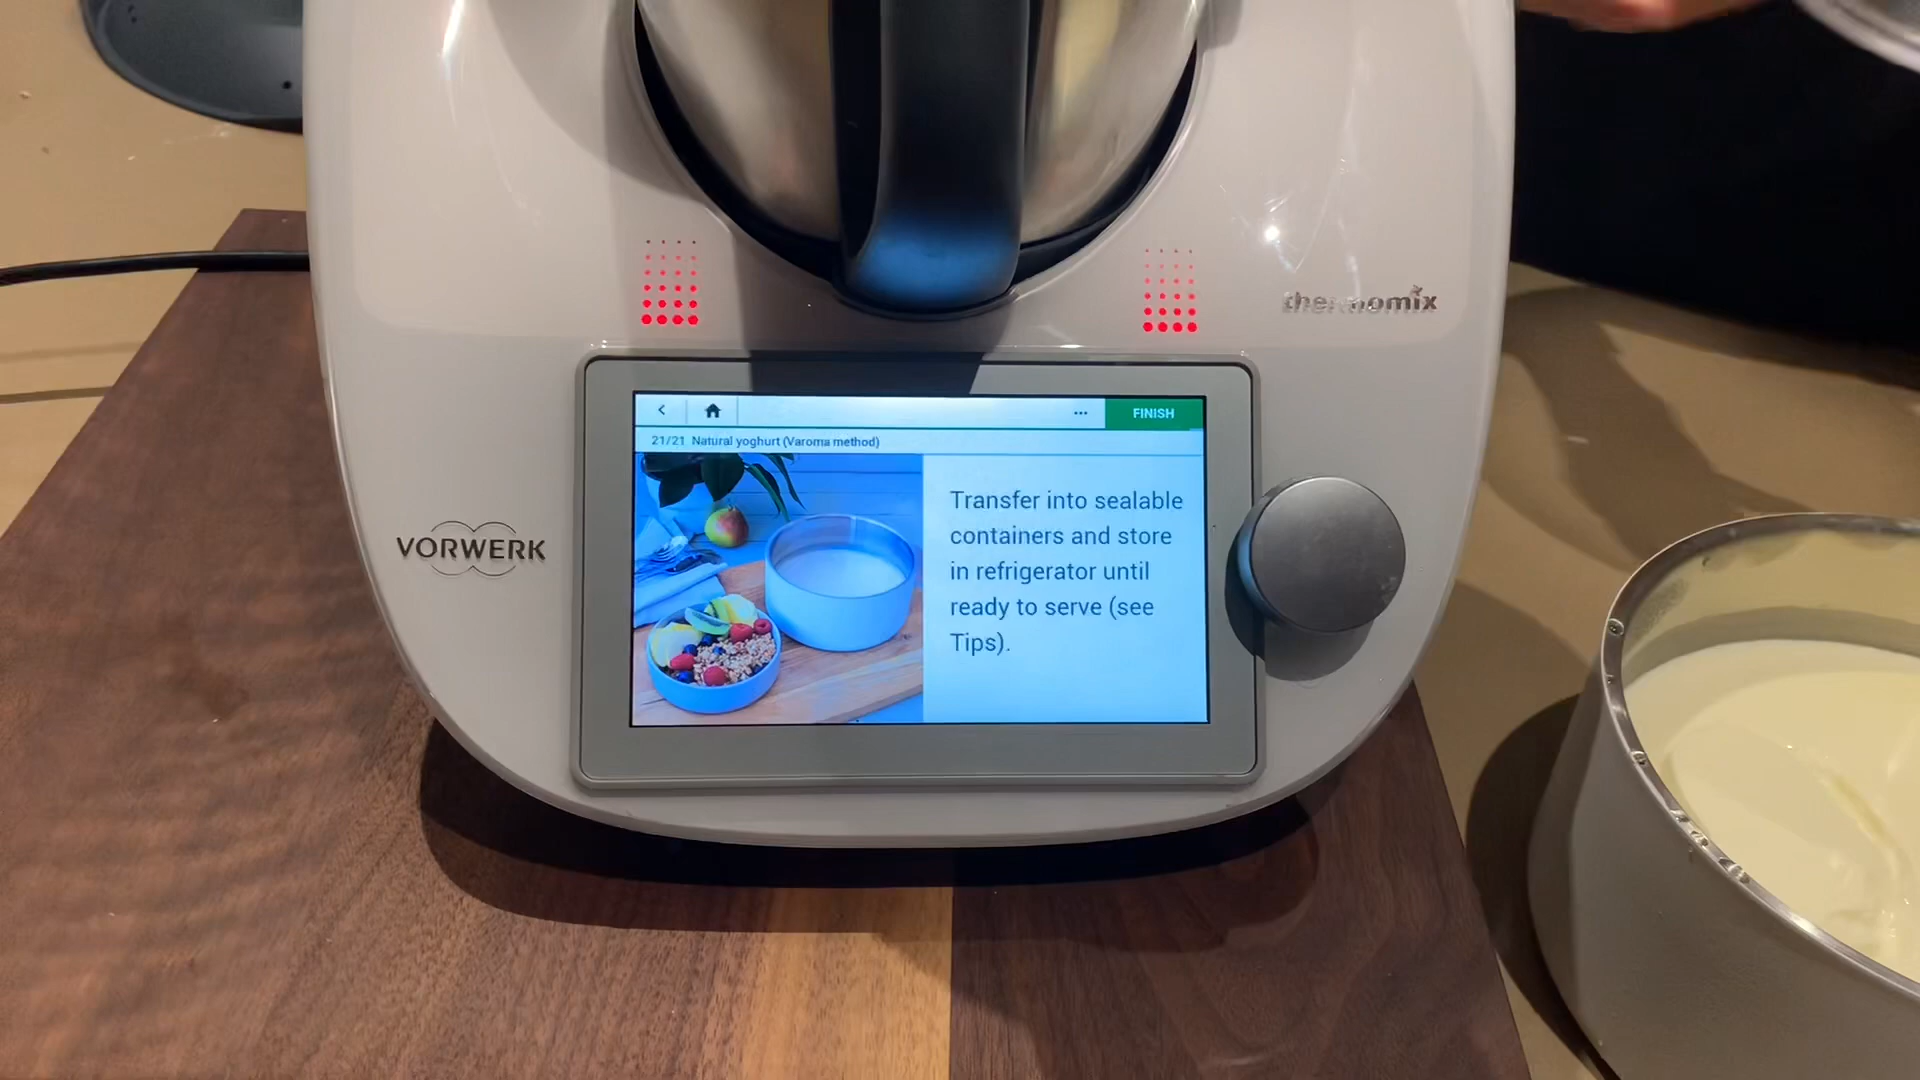 thermomix
FINISH
21/21 Natural yoghurt (Varoma method)
Transfer into sealable
containers and store
in refrigerator until
ready to serve (see
Tips).
VORWERK